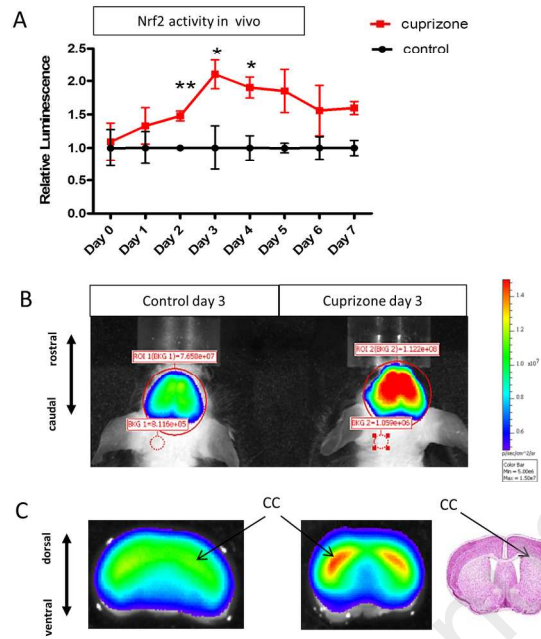 A
Nrf2 activity in vivo
cuprizone
control
Relative Luminescence
2.5
2.0
1.5
1.0
0.5
0.0
**
*
*
Day 0
Day 1
Day 2
Day 3
Day 4
Day 5
Day 6
Day 7
B
Control day 3
Cuprizone day 3
rostral
caudal
ROI 1(BKG 1)=7.658e+07
BKG 1=8.116e+05
ROI 2(BKG 2)=1.122e+08
BKG 2=1.059e+06
1.4
1.2
1.0
x10⁷
0.8
0.6
p/sec/cm^2/sr
Color Bar
Min = 5.00e6
Max = 1.50e7
C
dorsal
ventral
CC
CC